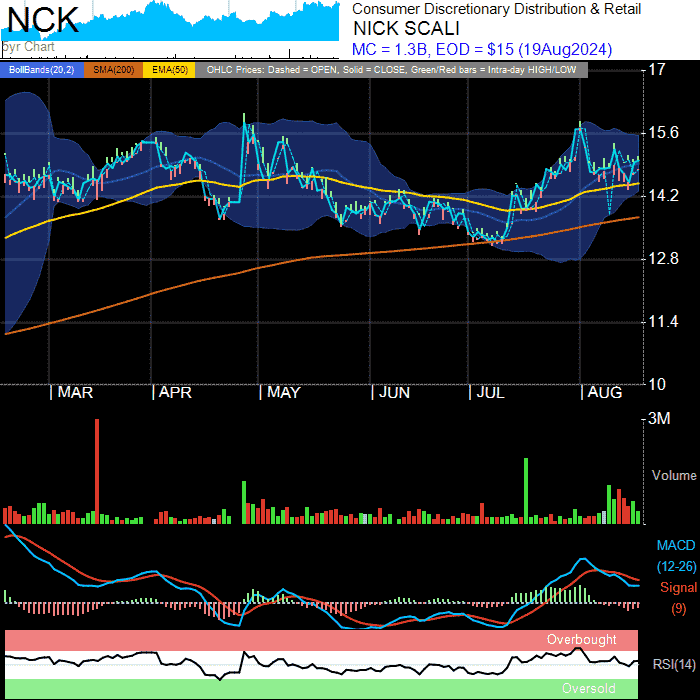 NCK
5yr Chart
Consumer Discretionary Distribution & Retail
NICK SCALI
MC = 1.3B, EOD = $15 (19Aug2024)
BollBands(20,2) SMA(200) EMA(50) OHLC Prices: Dashed = OPEN, Solid = CLOSE, Green/Red bars = Intra-day HIGH/LOW
17
15.6
14.2
12.8
11.4
10
MAR APR MAY JUN JUL AUG
3M
Volume
MACD
(12-26)
Signal
(9)
Overbought
RSI(14)
Oversold